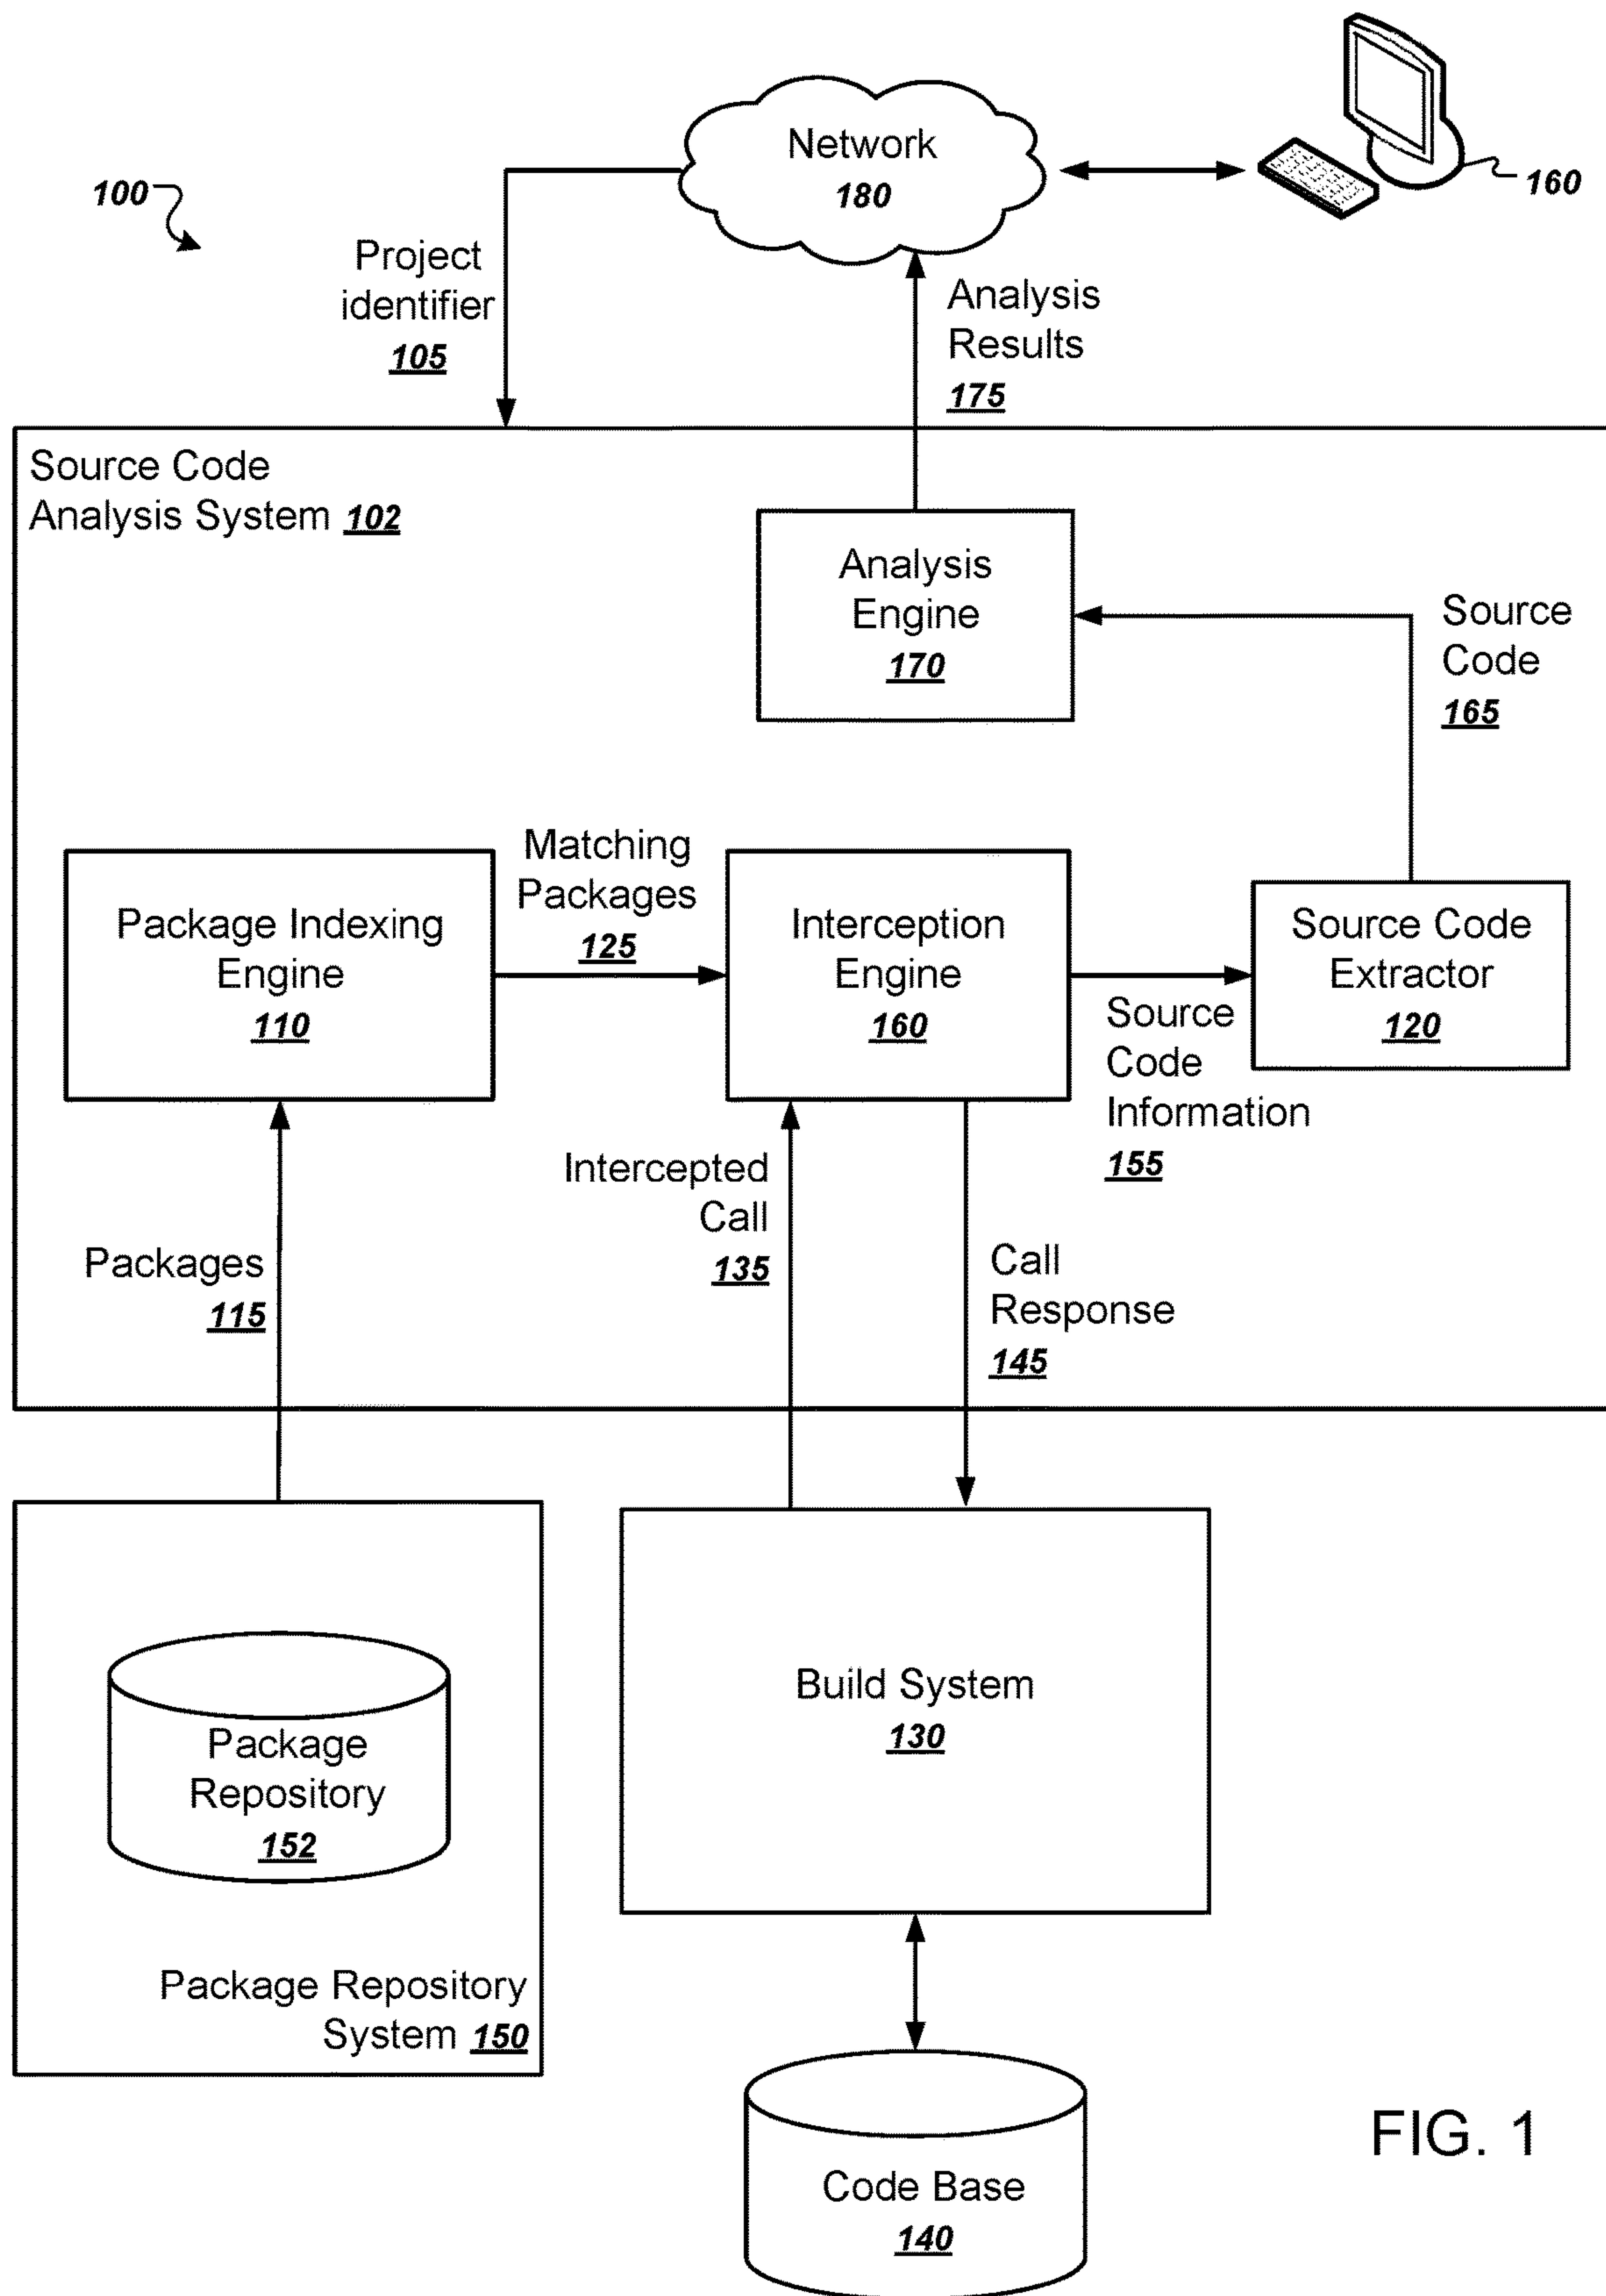 Network
180
160
100
Project
identifier
105
Analysis
Results
175
Source Code
Analysis System 102
Analysis
Engine
170
Source
Code
165
Matching
Packages
125
Package Indexing
Engine
110
Interception
Engine
160
Source Code
Extractor
120
Source
Code
Information
155
Intercepted
Call
135
Packages
115
Call
Response
145
Build System
130
Package
Repository
152
Package Repository
System 150
Code Base
140
FIG. 1